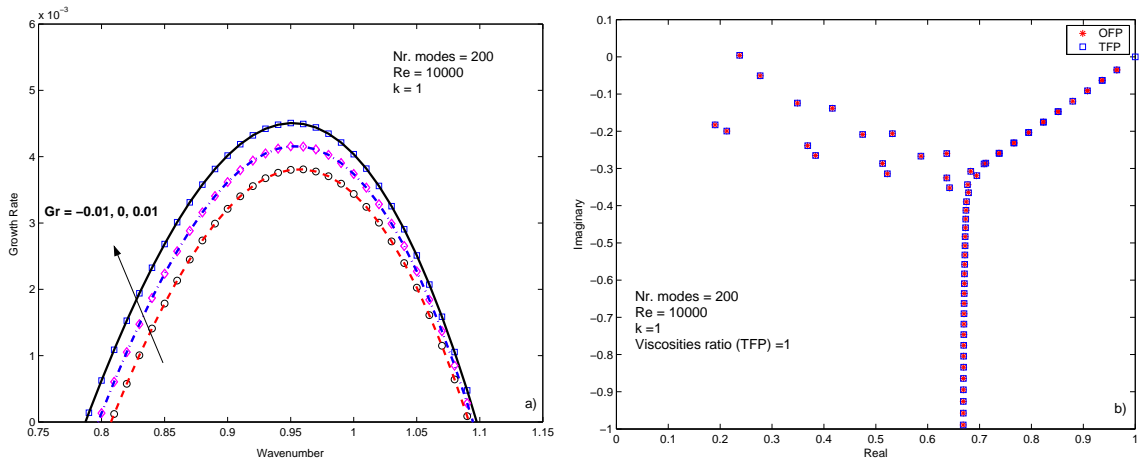 6
x 10⁻³
5
4
3
2
1
0
0.75
0.8
0.85
0.9
0.95
1
1.05
1.1
1.15
Growth Rate
Wavenumber
Nr. modes = 200
Re = 10000
k = 1
Gr = −0.01, 0, 0.01
a)
0.1
0
−0.1
−0.2
−0.3
−0.4
−0.5
−0.6
−0.7
−0.8
−0.9
−1
0
0.1
0.2
0.3
0.4
0.5
0.6
0.7
0.8
0.9
1
Imaginary
Real
OFP
TFP
Nr. modes = 200
Re = 10000
k =1
Viscosities ratio (TFP) =1
b)